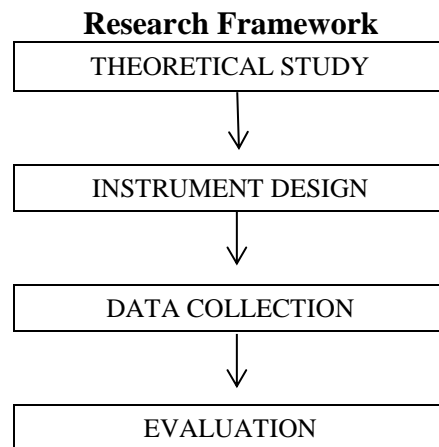 Research Framework
THEORETICAL STUDY
INSTRUMENT DESIGN
DATA COLLECTION
EVALUATION